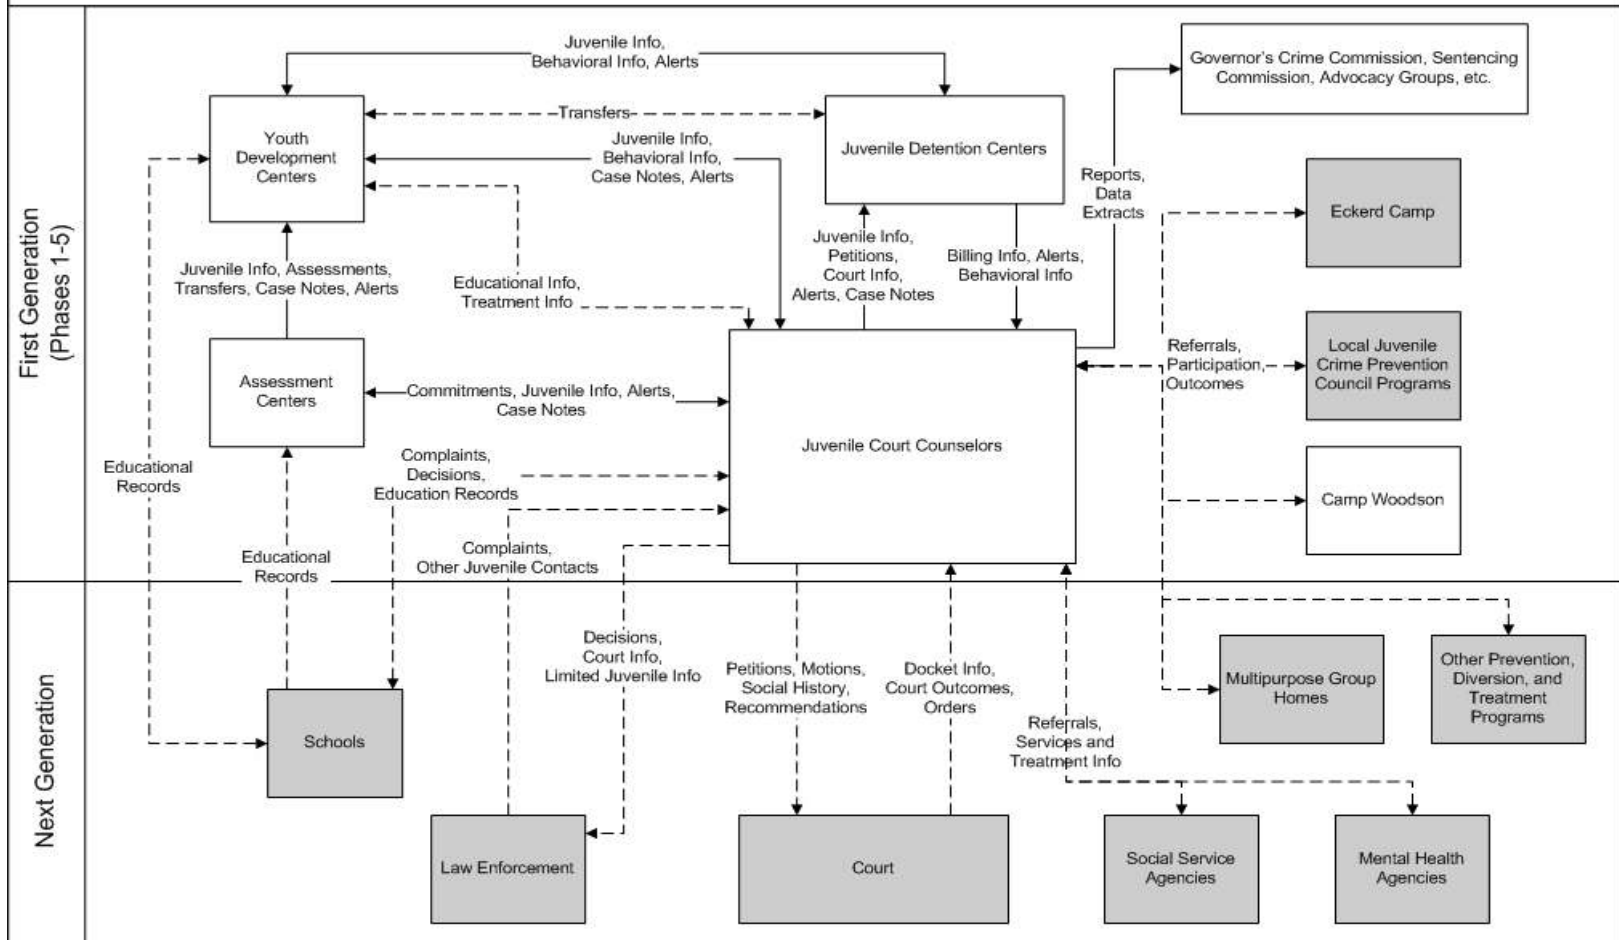 First Generation
(Phases 1-5)
Juvenile Info,
Behavioral Info, Alerts
Governor's Crime Commission, Sentencing
Commission, Advocacy Groups, etc.
Transfers
Youth
Development
Centers
Juvenile Info,
Behavioral Info,
Case Notes, Alerts
Juvenile Detention Centers
Reports,
Data
Extracts
Eckerd Camp
Juvenile Info, Assessments,
Transfers, Case Notes, Alerts
Educational Info,
Treatment Info
Juvenile Info,
Petitions,
Court Info,
Alerts, Case Notes
Billing Info, Alerts,
Behavioral Info
Assessment
Centers
Commitments, Juvenile Info, Alerts,
Case Notes
Referrals,
Participation,
Outcomes
Local Juvenile
Crime Prevention
Council Programs
Juvenile Court Counselors
Educational
Records
Complaints,
Decisions,
Education Records
Camp Woodson
Educational
Records
Complaints,
Other Juvenile Contacts
Next Generation
Decisions,
Court Info,
Limited Juvenile Info
Petitions, Motions,
Social History,
Recommendations
Docket Info,
Court Outcomes,
Orders
Referrals,
Services and
Treatment Info
Multipurpose Group
Homes
Other Prevention,
Diversion, and
Treatment
Programs
Schools
Law Enforcement
Court
Social Service
Agencies
Mental Health
Agencies